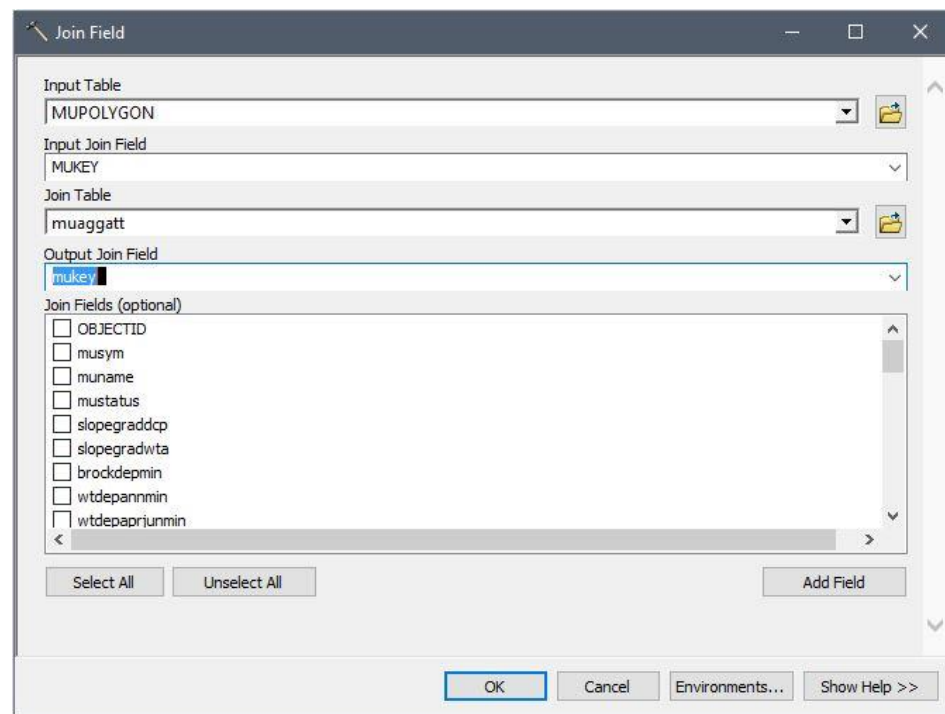 Join Field
Input Table
MUPOLYGON
Input Join Field
MUKEY
Join Table
muaggatt
Output Join Field
mukey
Join Fields (optional)
OBJECTID
musym
muname
mustatus
slopegraddcp
slopegradwta
brockdepmin
wtdepannmin
wtdepaprjunmin
Select All Unselect All Add Field
OK Cancel Environments... Show Help >>